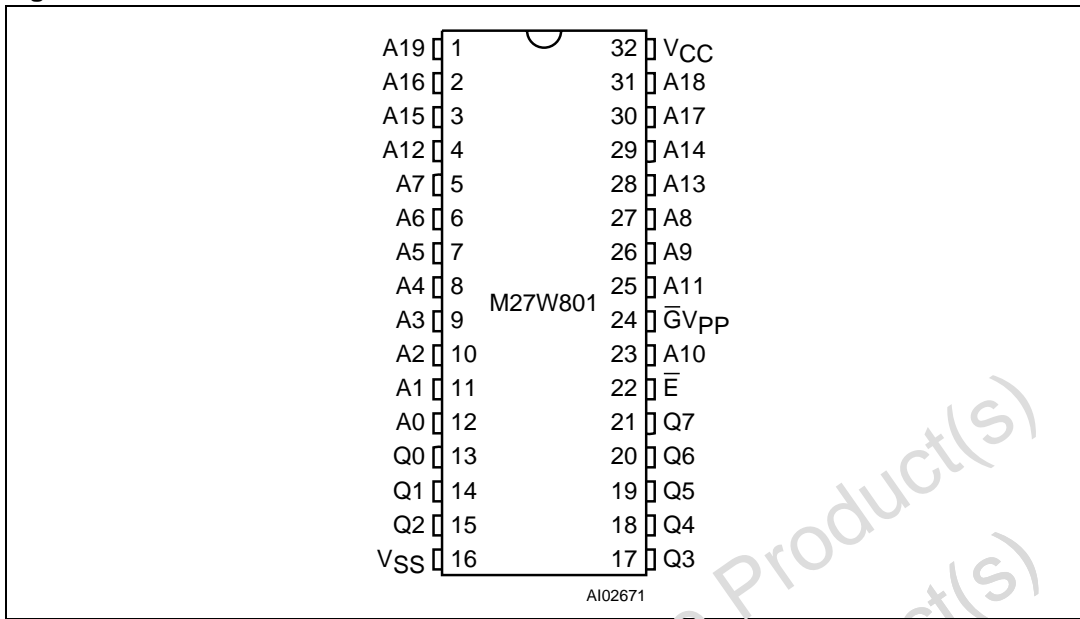 A19 1 32 VCC
A16 2 31 A18
A15 3 30 A17
A12 4 29 A14
A7 5 28 A13
A6 6 27 A8
A5 7 26 A9
A4 8 25 A11
M27W801
A3 9 24 G̅VPP
A2 10 23 A10
A1 11 22 E̅
A0 12 21 Q7
Q0 13 20 Q6
Q1 14 19 Q5
Q2 15 18 Q4
VSS 16 17 Q3
AI02671
Product(s)